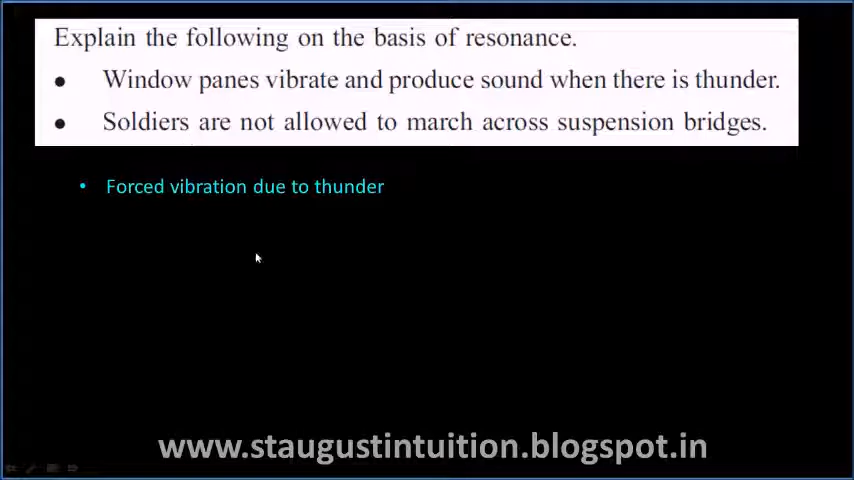 Explain the following on the basis of resonance.
● Window panes vibrate and produce sound when there is thunder.
● Soldiers are not allowed to march across suspension bridges.
• Forced vibration due to thunder
www.staugustintuition.blogspot.in